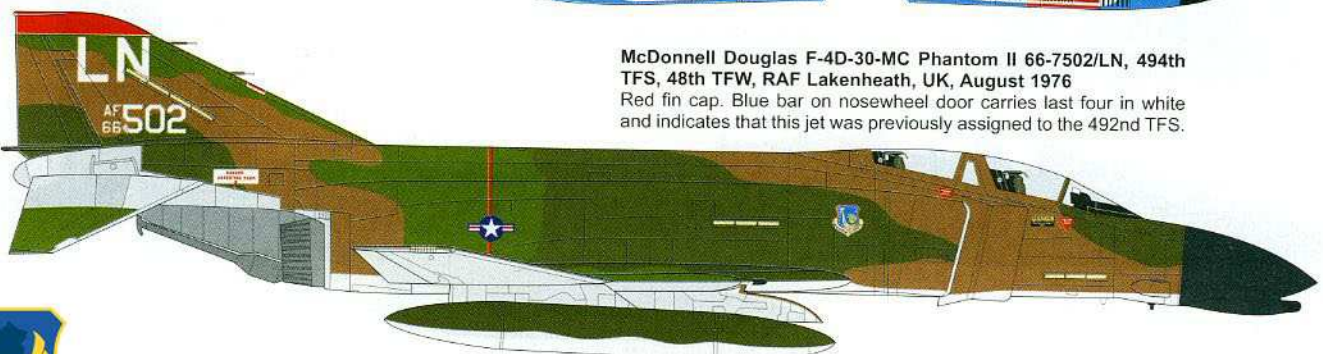 McDonnell Douglas F-4D-30-MC Phantom II 66-7502/LN, 494th
TFS, 48th TFW, RAF Lakenheath, UK, August 1976
Red fin cap. Blue bar on nosewheel door carries last four in white
and indicates that this jet was previously assigned to the 492nd TFS.
LN
AF
66 502